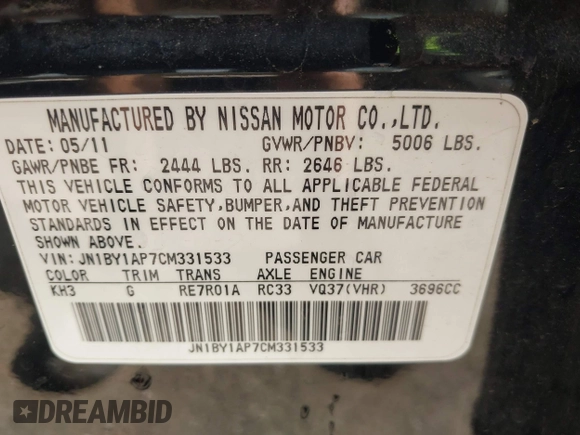 MANUFACTURED BY NISSAN MOTOR CO.,LTD.
DATE: 05/11 GVWR/PNBV: 5006 LBS.
GAWR/PNBE FR: 2444 LBS. RR: 2646 LBS.
THIS VEHICLE CONFORMS TO ALL APPLICABLE FEDERAL
MOTOR VEHICLE SAFETY,BUMPER,AND THEFT PREVENTION
STANDARDS IN EFFECT ON THE DATE OF MANUFACTURE
SHOWN ABOVE.
VIN: JN1BY1AP7CM331533 PASSENGER CAR
COLOR TRIM TRANS AXLE ENGINE
KH3 G RE7R01A RC33 VQ37(VHR) 3696CC
JN1BY1AP7CM331533
DREAMBID